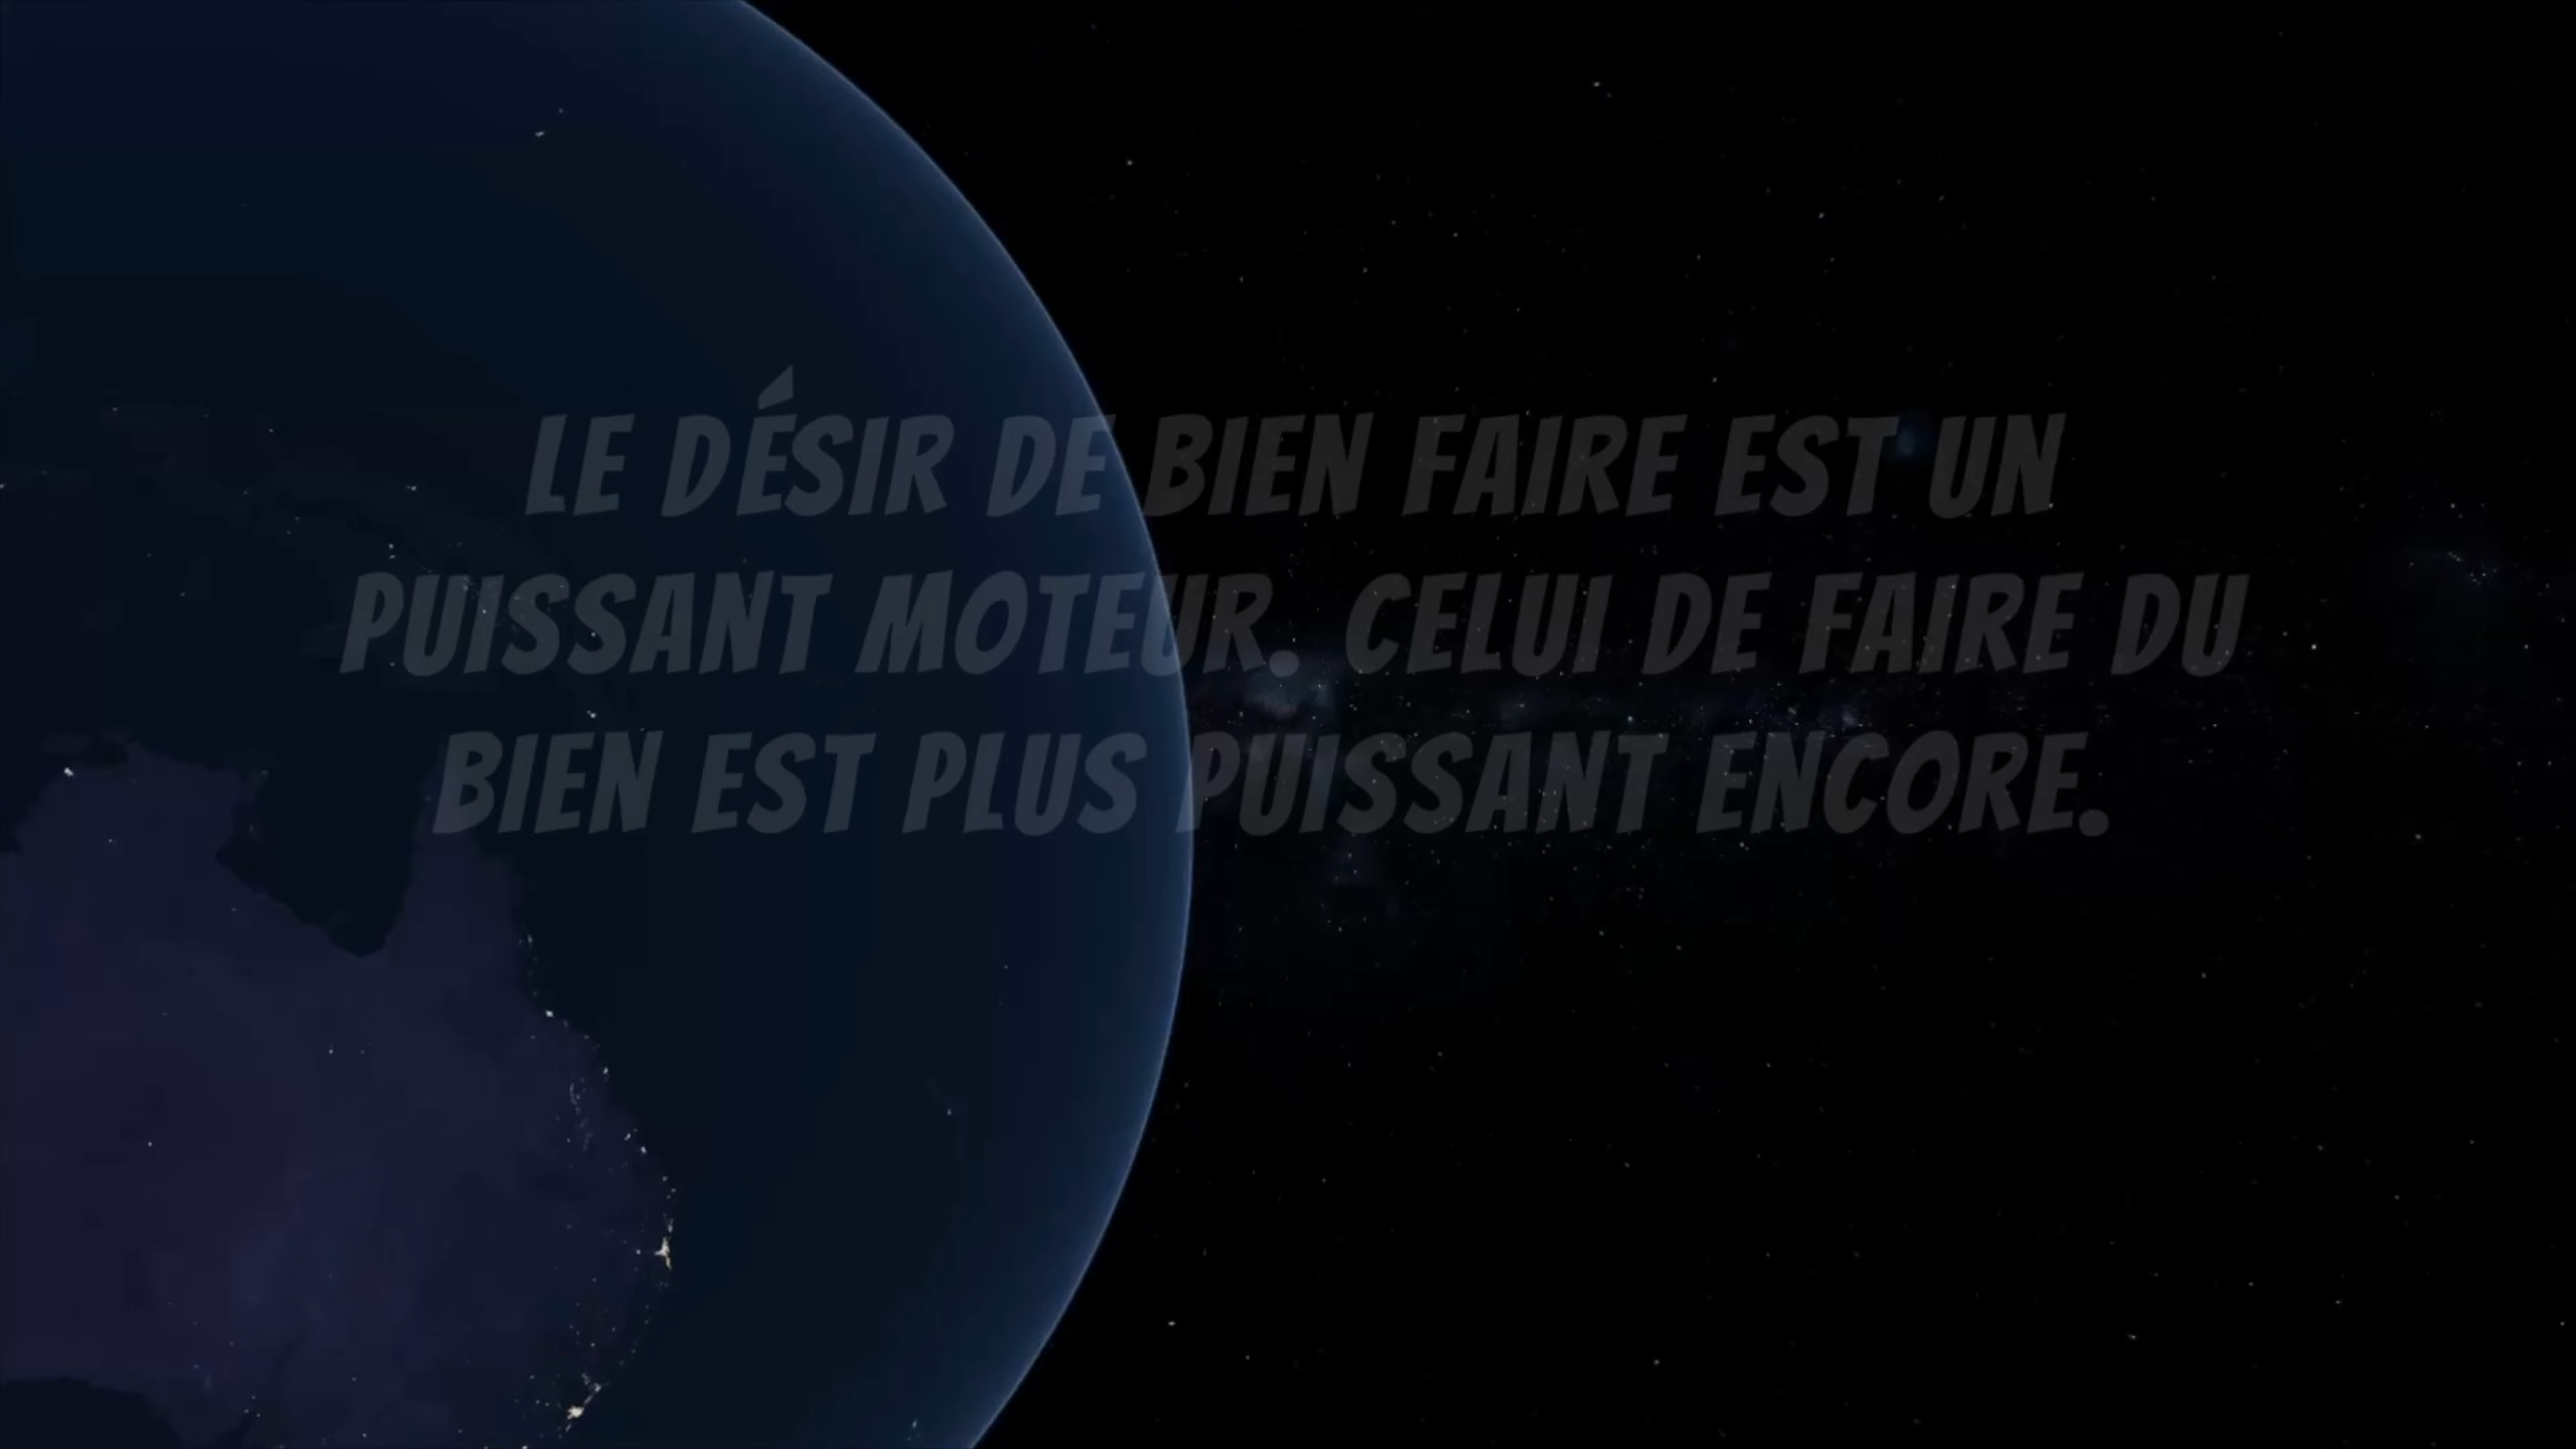 LE DÉSIR DE BIEN FAIRE EST UN
PUISSANT MOTEUR. CELUI DE FAIRE DU
BIEN EST PLUS PUISSANT ENCORE.